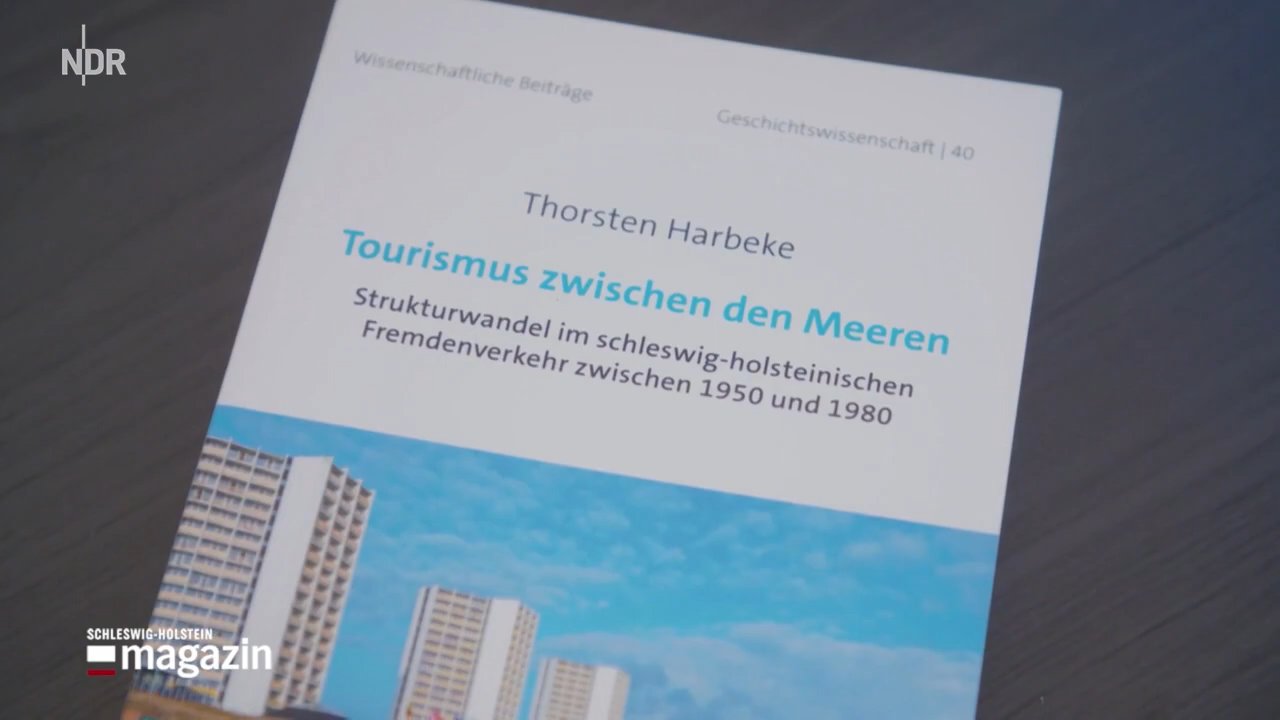 NDR
Wissenschaftliche Beiträge
Geschichtswissenschaft | 40
Thorsten Harbeke
Tourismus zwischen den Meeren
Strukturwandel im schleswig-holsteinischen
Fremdenverkehr zwischen 1950 und 1980
SCHLESWIG-HOLSTEIN
magazin